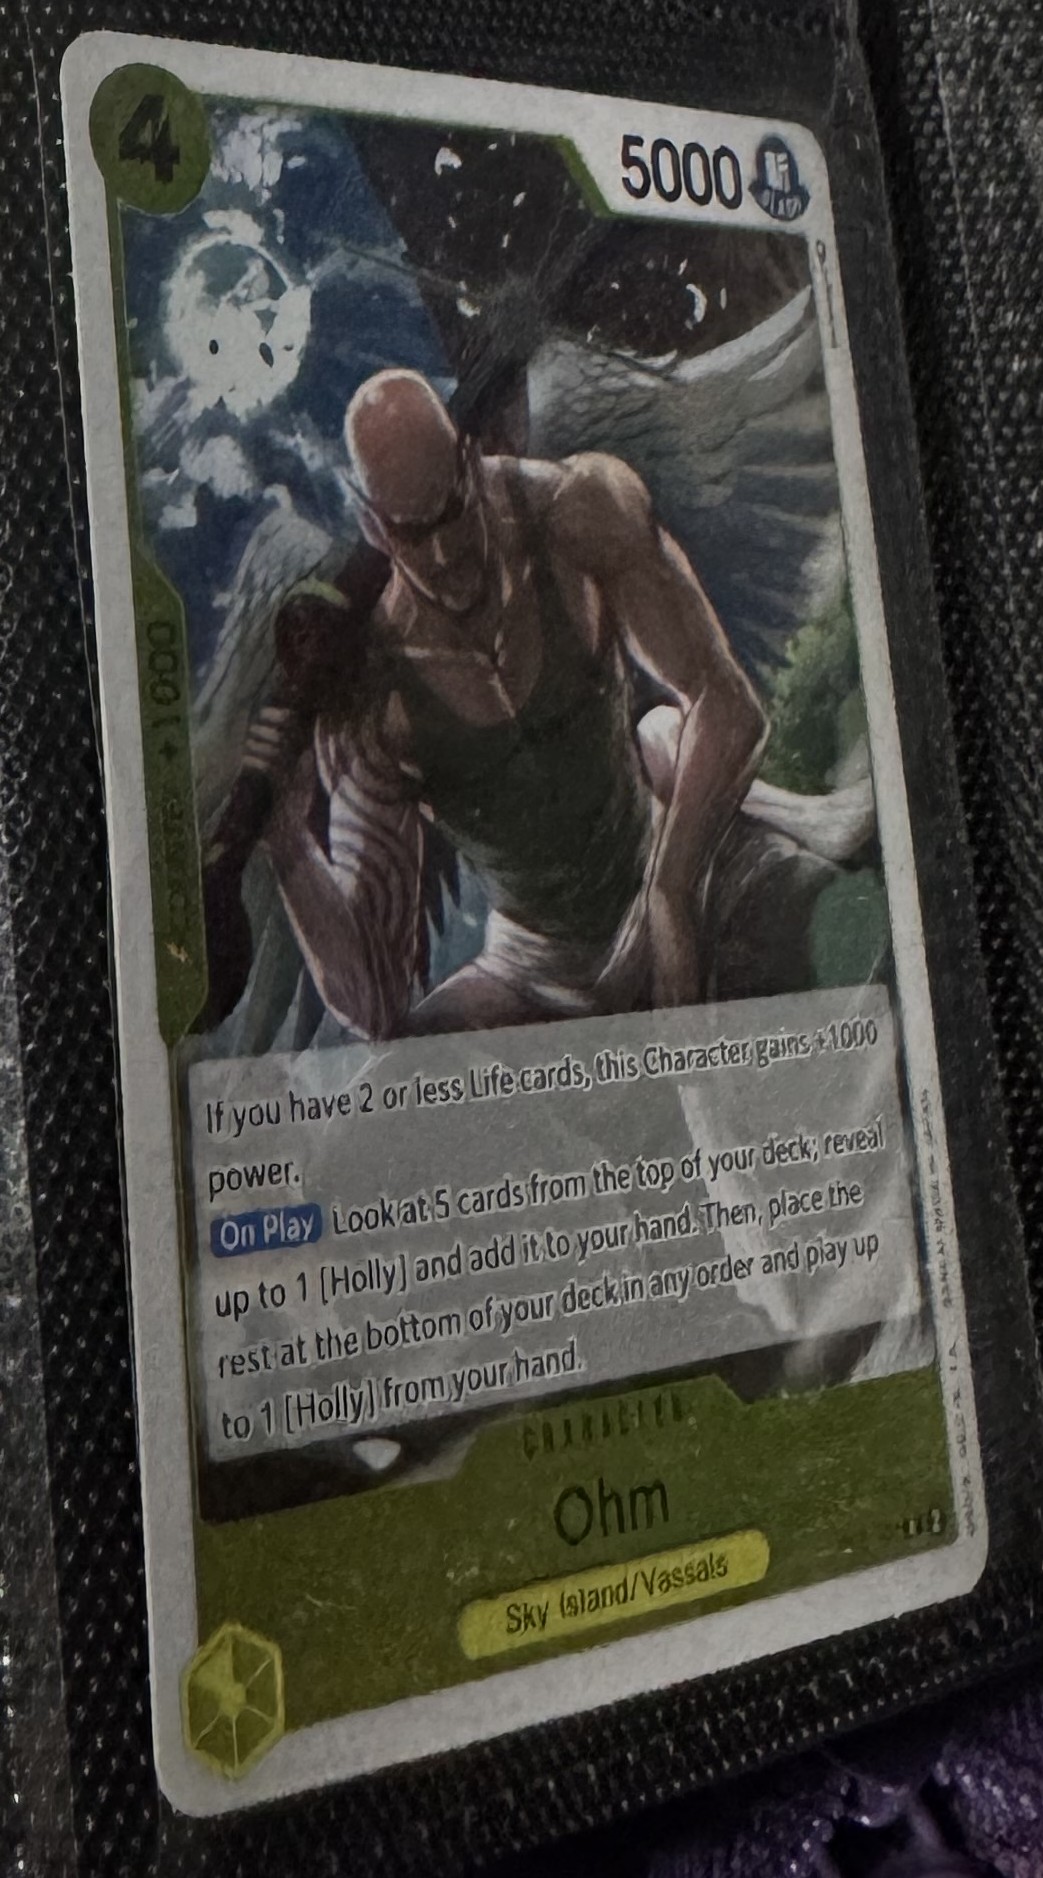 4
5000
+1000
If you have 2 or less Life cards, this Character gains +1000
power.
On Play Look at 5 cards from the top of your deck; reveal
up to 1 [Holly] and add it to your hand. Then, place the
rest at the bottom of your deck in any order and play up
to 1 [Holly] from your hand.
CHARACTER
Ohm
Sky Island/Vassals